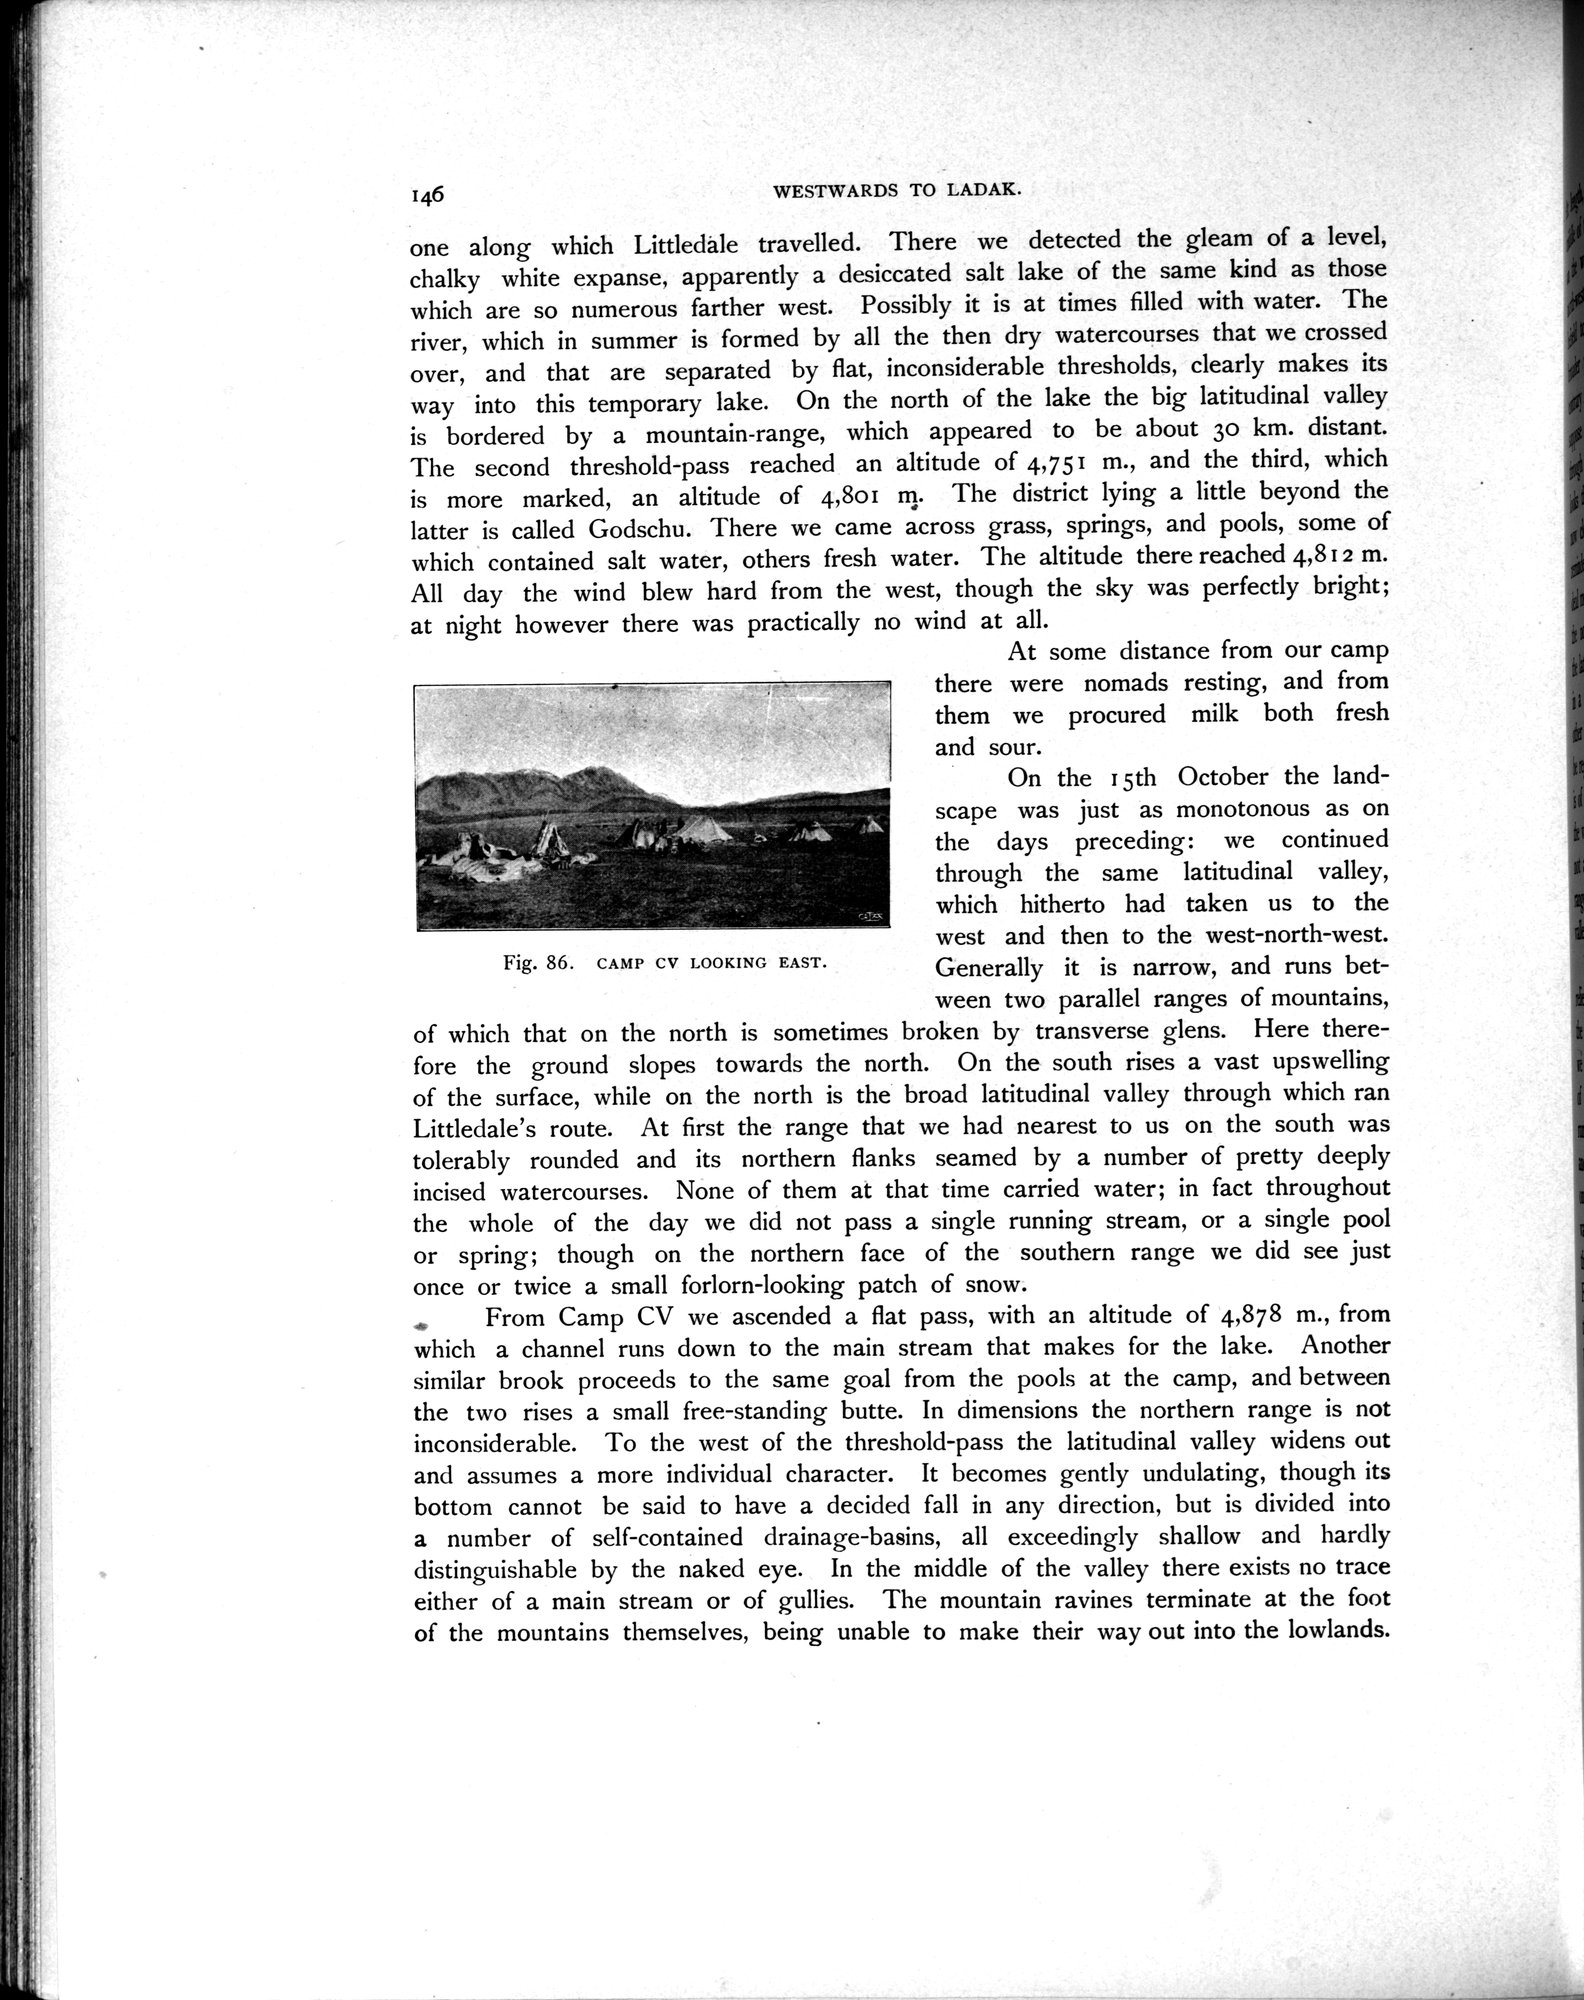 146
WESTWARDS TO LADAK.
one along which Littledale travelled. There we detected the gleam of a level,
chalky white expanse, apparently a desiccated salt lake of the same kind as those
which are so numerous farther west. Possibly it is at times filled with water. The
river, which in summer is formed by all the then dry watercourses that we crossed
over, and that are separated by flat, inconsiderable thresholds, clearly makes its
way into this temporary lake. On the north of the lake the big latitudinal valley
is bordered by a mountain-range, which appeared to be about 30 km. distant.
The second threshold-pass reached an altitude of 4,751 m., and the third, which
is more marked, an altitude of 4,801 m. The district lying a little beyond the
latter is called Godschu. There we came across grass, springs, and pools, some of
which contained salt water, others fresh water. The altitude there reached 4,812 m.
All day the wind blew hard from the west, though the sky was perfectly bright;
at night however there was practically no wind at all.
At some distance from our camp
there were nomads resting, and from
them we procured milk both fresh
and sour.
On the 15th October the land-
scape was just as monotonous as on
the days preceding: we continued
through the same latitudinal valley,
which hitherto had taken us to the
west and then to the west-north-west.
Generally it is narrow, and runs bet-
ween two parallel ranges of mountains,
Fig. 86. CAMP CV LOOKING EAST.
of which that on the north is sometimes broken by transverse glens. Here there-
fore the ground slopes towards the north. On the south rises a vast upswelling
of the surface, while on the north is the broad latitudinal valley through which ran
Littledale's route. At first the range that we had nearest to us on the south was
tolerably rounded and its northern flanks seamed by a number of pretty deeply
incised watercourses. None of them at that time carried water; in fact throughout
the whole of the day we did not pass a single running stream, or a single pool
or spring; though on the northern face of the southern range we did see just
once or twice a small forlorn-looking patch of snow.
From Camp CV we ascended a flat pass, with an altitude of 4,878 m., from
which a channel runs down to the main stream that makes for the lake. Another
similar brook proceeds to the same goal from the pools at the camp, and between
the two rises a small free-standing butte. In dimensions the northern range is not
inconsiderable. To the west of the threshold-pass the latitudinal valley widens out
and assumes a more individual character. It becomes gently undulating, though its
bottom cannot be said to have a decided fall in any direction, but is divided into
a number of self-contained drainage-basins, all exceedingly shallow and hardly
distinguishable by the naked eye. In the middle of the valley there exists no trace
either of a main stream or of gullies. The mountain ravines terminate at the foot
of the mountains themselves, being unable to make their way out into the lowlands.